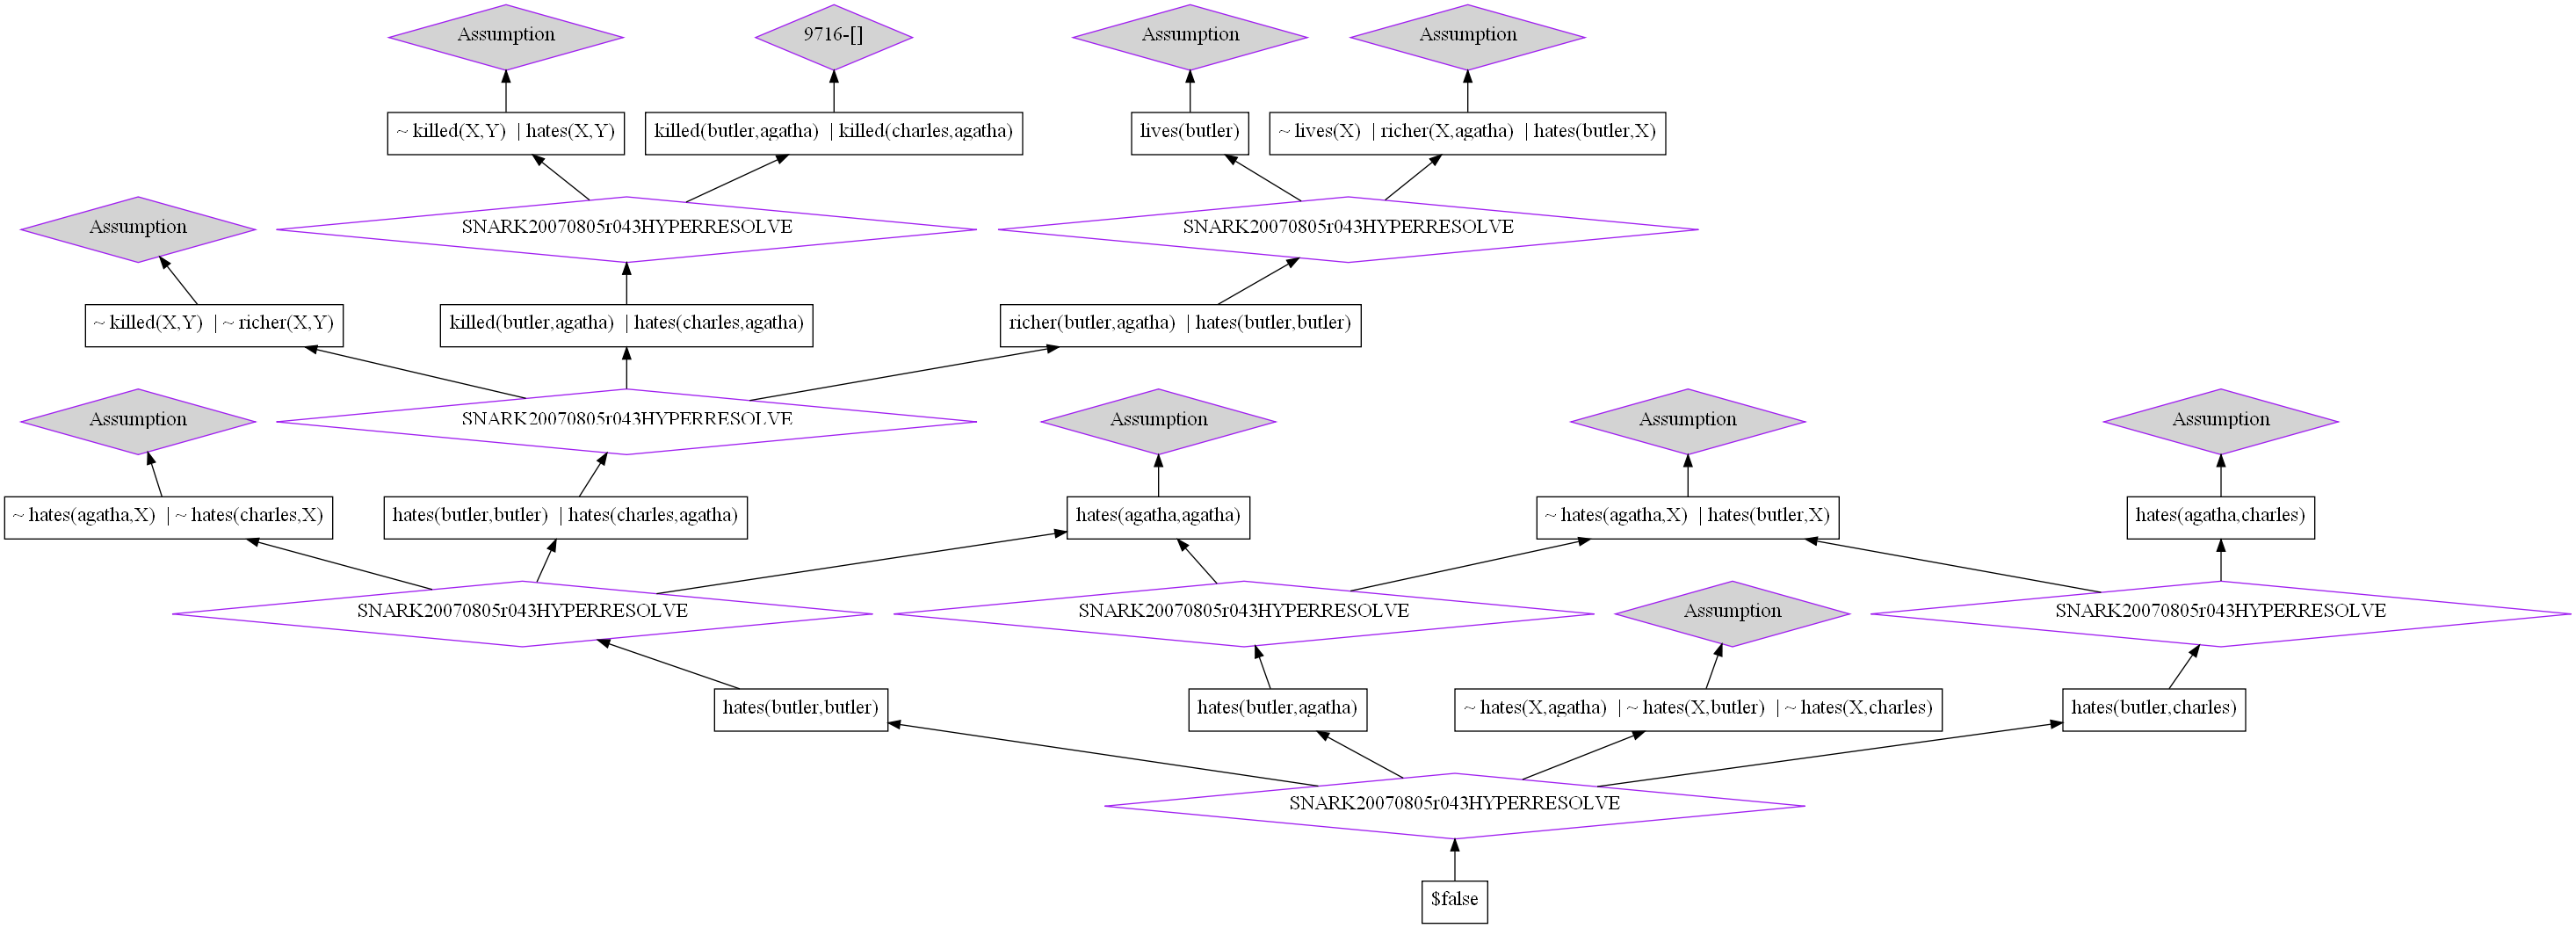 Assumption
9716-[]
Assumption
Assumption
~ killed(X,Y) | hates(X,Y)
killed(butler,agatha) | killed(charles,agatha)
lives(butler)
~ lives(X) | richer(X,agatha) | hates(butler,X)
Assumption
SNARK20070805r043HYPERRESOLVE
SNARK20070805r043HYPERRESOLVE
~ killed(X,Y) | ~ richer(X,Y)
killed(butler,agatha) | hates(charles,agatha)
richer(butler,agatha) | hates(butler,butler)
Assumption
SNARK20070805r043HYPERRESOLVE
Assumption
Assumption
Assumption
~ hates(agatha,X) | ~ hates(charles,X)
hates(butler,butler) | hates(charles,agatha)
hates(agatha,agatha)
~ hates(agatha,X) | hates(butler,X)
hates(agatha,charles)
SNARK20070805r043HYPERRESOLVE
SNARK20070805r043HYPERRESOLVE
Assumption
SNARK20070805r043HYPERRESOLVE
hates(butler,butler)
hates(butler,agatha)
~ hates(X,agatha) | ~ hates(X,butler) | ~ hates(X,charles)
hates(butler,charles)
SNARK20070805r043HYPERRESOLVE
$false